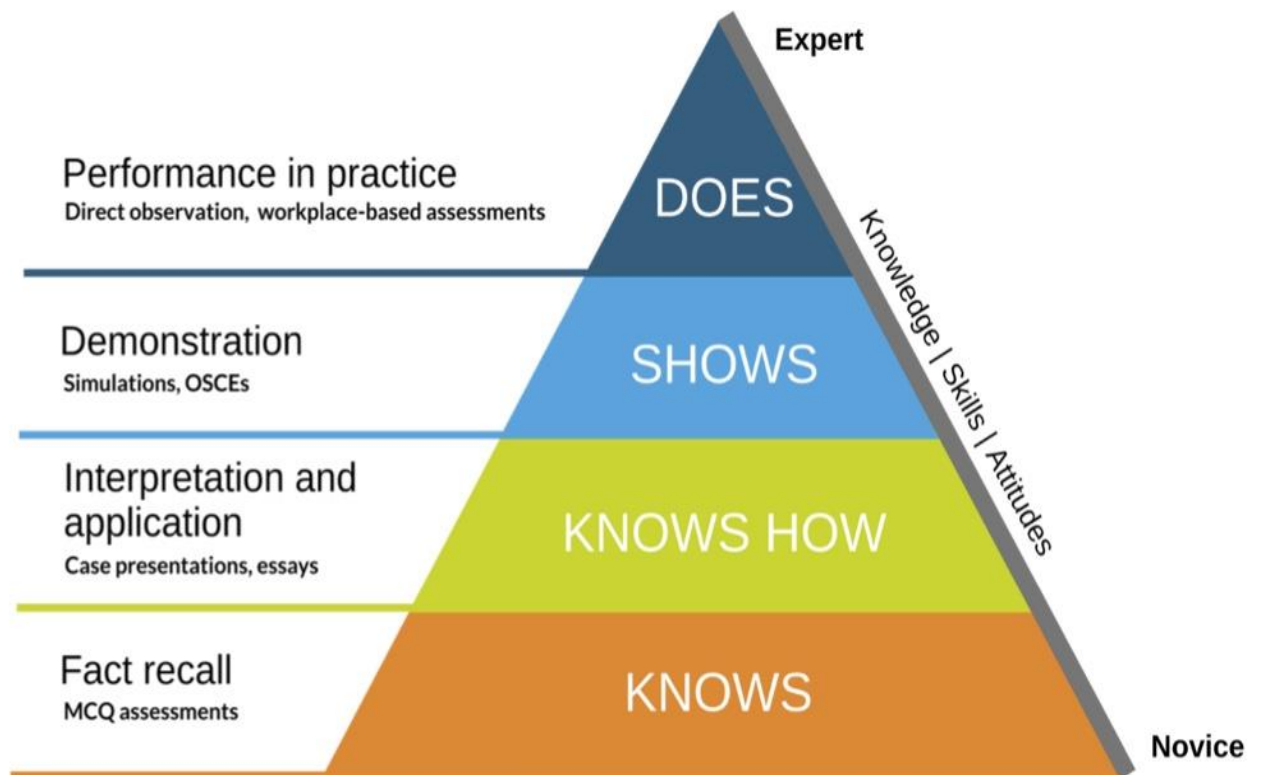 Expert
Performance in practice
Direct observation, workplace-based assessments
DOES
Demonstration
Simulations, OSCEs
SHOWS
Knowledge | Skills | Attitudes
Interpretation and
application
Case presentations, essays
KNOWS HOW
Fact recall
MCQ assessments
KNOWS
Novice